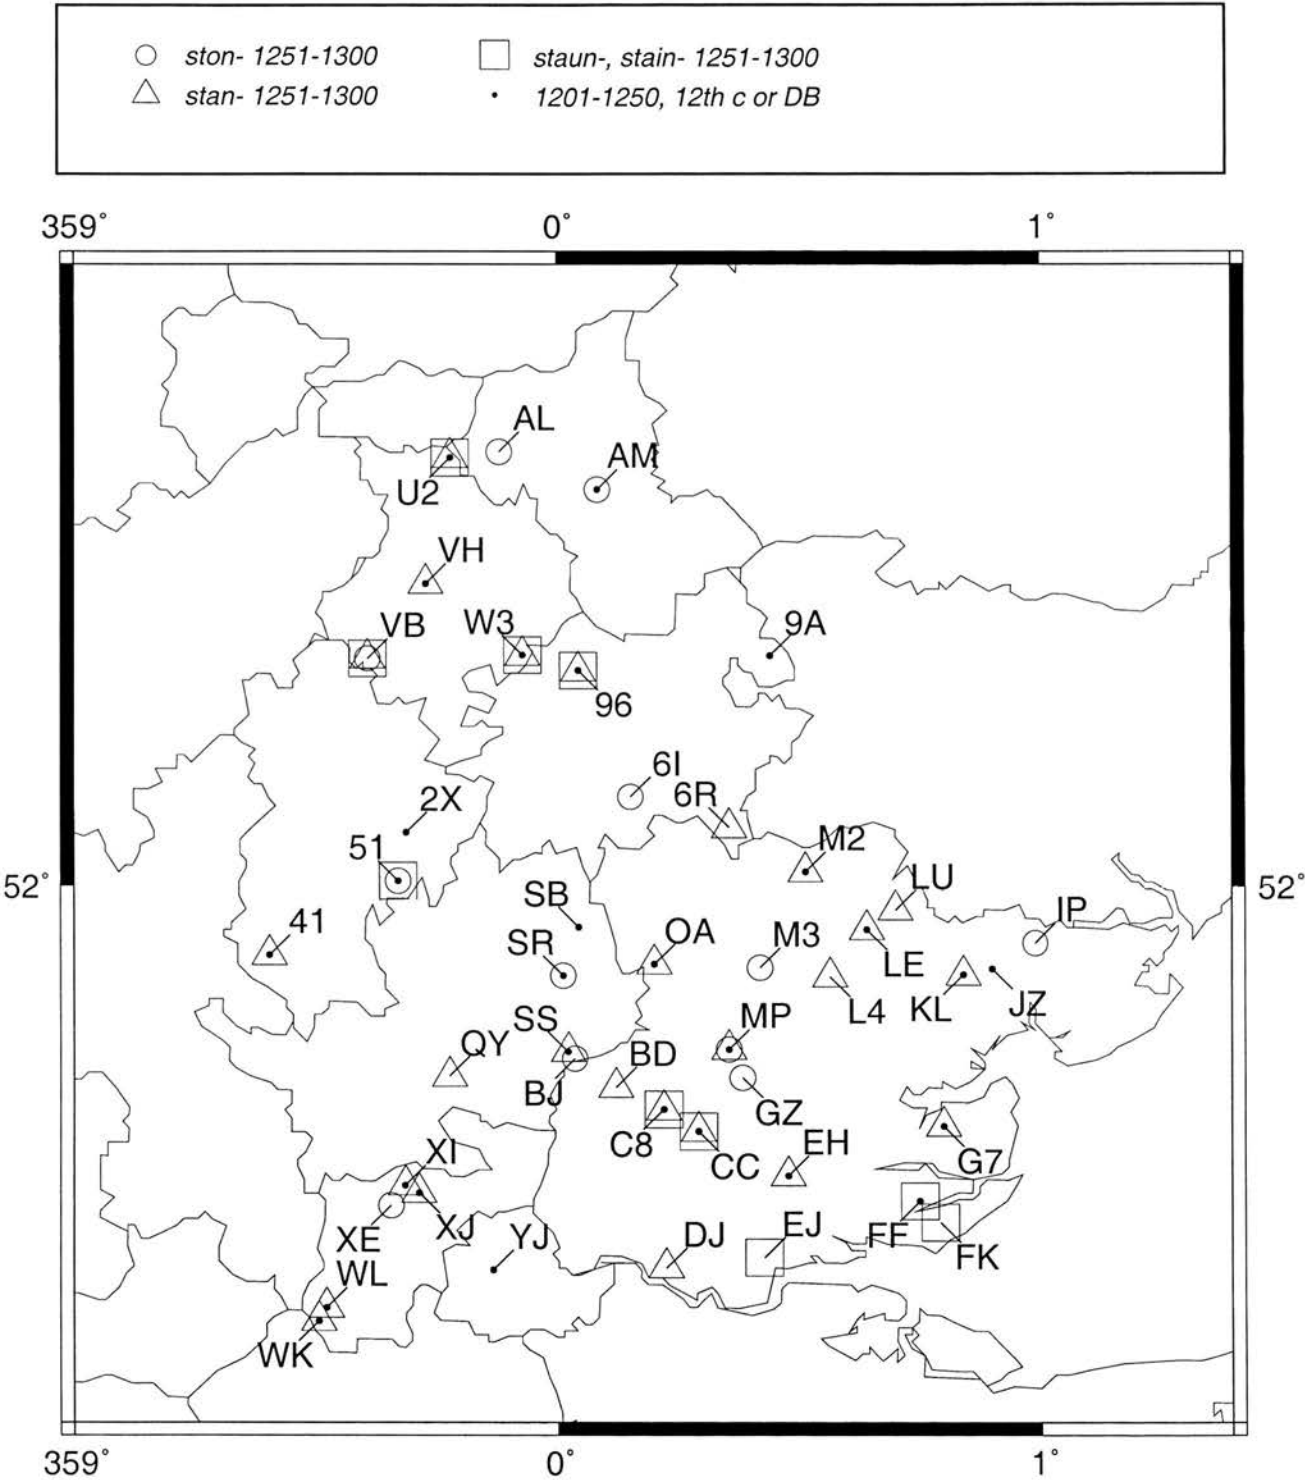 ston- 1251-1300 staun-, stain- 1251-1300
stan- 1251-1300 1201-1250, 12th c or DB
359° 0° 1°
AL
AM
U2
VH
VB W3 9A
96
6I
6R
2X
M2
51
52° LU 52°
SB IP
41 OA M3
SR
LE
L4 KL JZ
SS MP
QY BD
BJ GZ
C8 CC EH
XI G7
XE XJ YJ DJ EJ FF
FK
WL
WK
359° 0° 1°